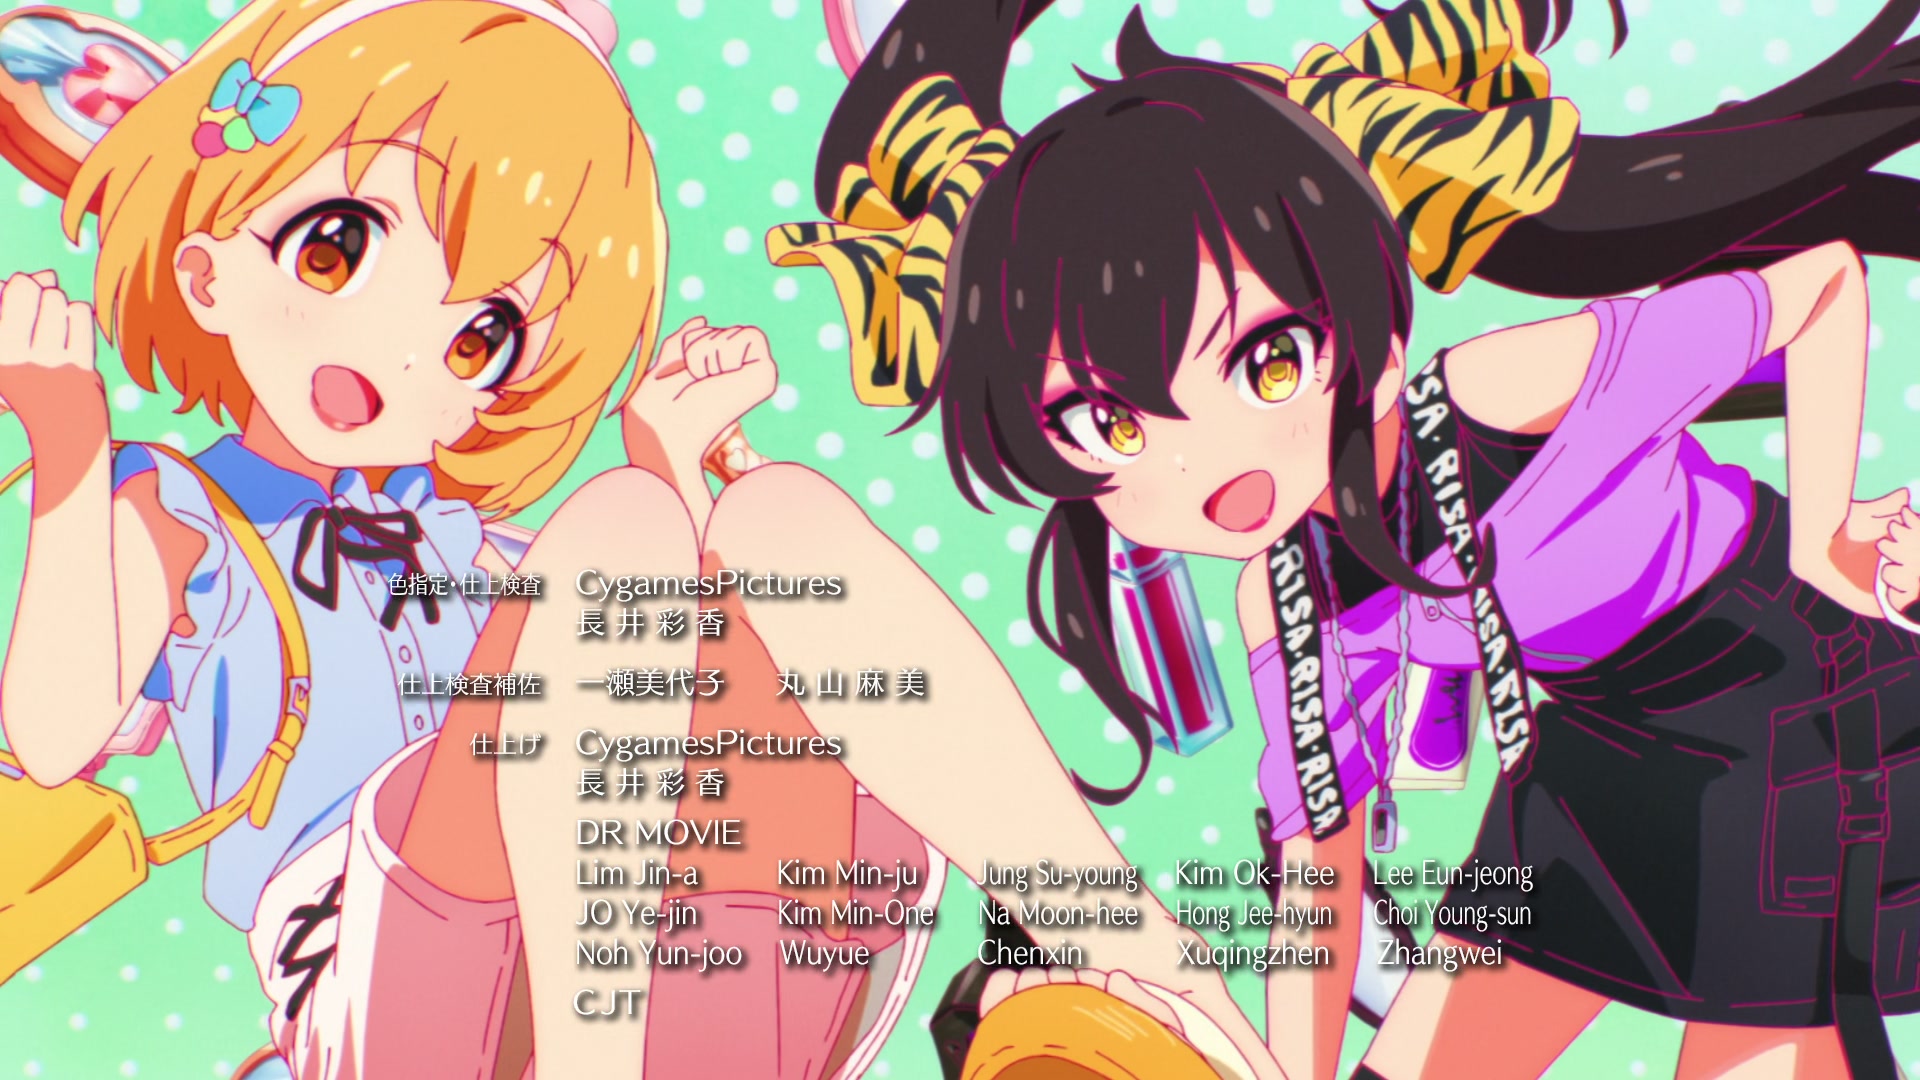 色指定・仕上検査 CygamesPictures
長井彩香
仕上検査補佐 一瀬美代子 丸山麻美
仕上げ CygamesPictures
長井彩香
DR MOVIE
Lim Jin-a Kim Min-ju Jung Su-young Kim Ok-Hee Lee Eun-jeong
JO Ye-jin Kim Min-One Na Moon-hee Hong Jee-hyun Choi Young-sun
Noh Yun-joo Wuyue Chenxin Xuqingzhen Zhangwei
CJT
RISA・RISA・RISA・RISA
RISA・RISA・RISA